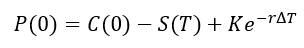 P(0) = C(0) − S(T) + Ke^{−rΔT}